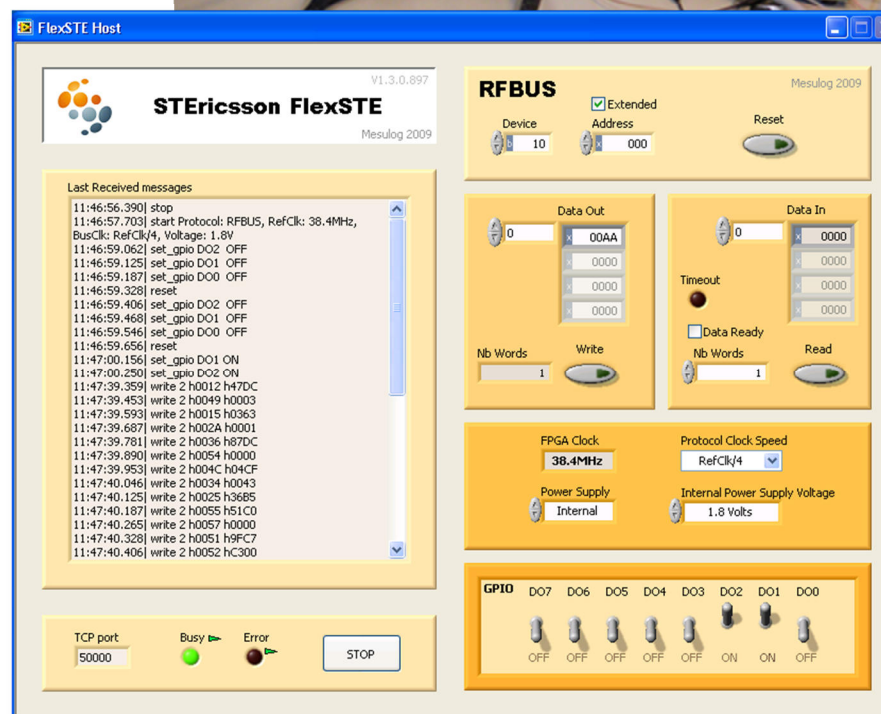 FlexSTE Host
V1.3.0.897
STEricsson FlexSTE
Mesulog 2009
Last Received messages
11:46:56.390| stop
11:46:57.703| start Protocol: RFBUS, RefClk: 38.4MHz,
BusClk: RefClk/4, Voltage: 1.8V
11:46:59.062| set_gpio DO2 OFF
11:46:59.125| set_gpio DO1 OFF
11:46:59.187| set_gpio DO0 OFF
11:46:59.328| reset
11:46:59.406| set_gpio DO2 OFF
11:46:59.468| set_gpio DO1 OFF
11:46:59.546| set_gpio DO0 OFF
11:46:59.656| reset
11:47:00.156| set_gpio DO1 ON
11:47:00.250| set_gpio DO2 ON
11:47:39.359| write 2 h0012 h47DC
11:47:39.453| write 2 h0049 h0003
11:47:39.593| write 2 h0015 h0363
11:47:39.687| write 2 h002A h0001
11:47:39.781| write 2 h0036 h87DC
11:47:39.890| write 2 h0054 h0000
11:47:39.953| write 2 h004C h04CF
11:47:40.046| write 2 h0034 h0043
11:47:40.125| write 2 h0025 h36B5
11:47:40.187| write 2 h0055 h51C0
11:47:40.265| write 2 h0057 h0000
11:47:40.328| write 2 h0051 h9FC7
11:47:40.406| write 2 h0052 hC300
TCP port
50000
Busy
Error
STOP
RFBUS
Mesulog 2009
Extended
Device
Address
Reset
b 10
x 000
Data Out
0
x 00AA
x 0000
x 0000
x 0000
Nb Words
Write
1
Data In
0
x 0000
x 0000
x 0000
x 0000
Timeout
Data Ready
Nb Words
Read
1
FPGA Clock
Protocol Clock Speed
38.4MHz
RefClk/4
Power Supply
Internal Power Supply Voltage
Internal
1.8 Volts
GPIO DO7 DO6 DO5 DO4 DO3 DO2 DO1 DO0
OFF OFF OFF OFF OFF ON ON OFF